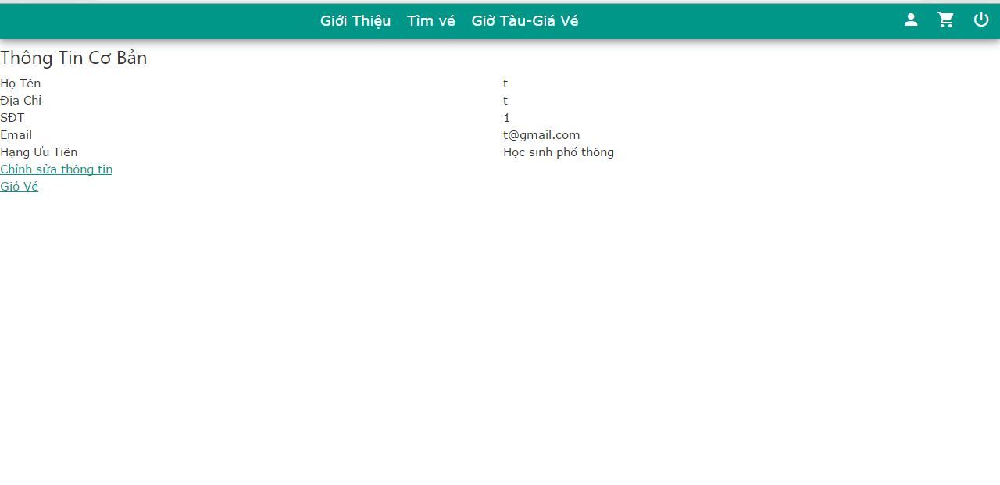 Giới Thiệu Tìm vé Giờ Tàu-Giá Vé
Thông Tin Cơ Bản
Họ Tên t
Địa Chỉ t
SĐT 1
Email t@gmail.com
Hạng Ưu Tiên Học sinh phổ thông
Chỉnh sửa thông tin
Giỏ Vé